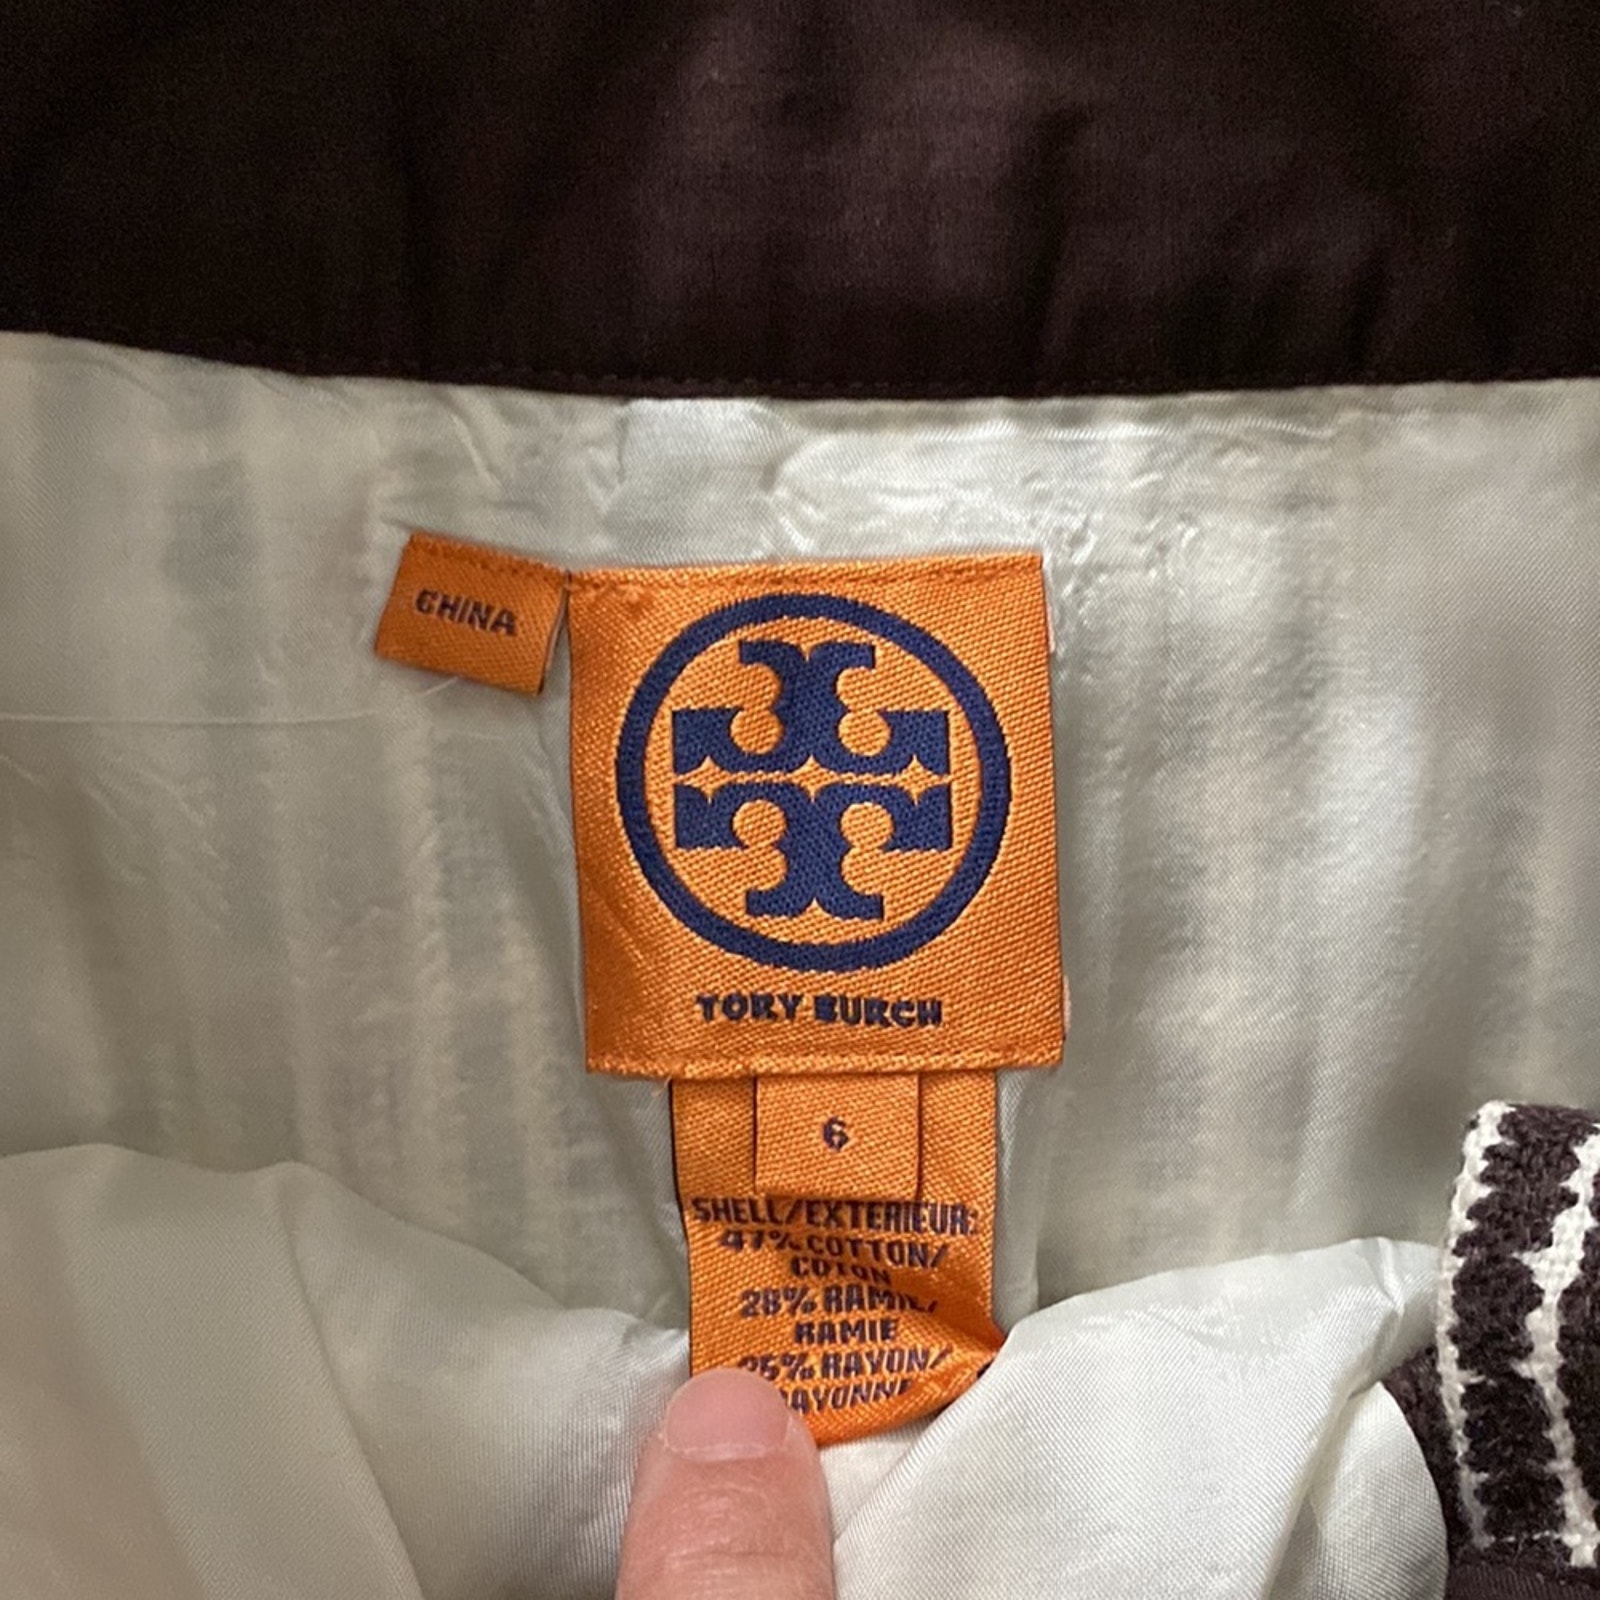 CHINA
TORY BURCH
6
SHELL/EXTERIEUR:
47% COTTON/
COTON
28% RAMIE/
RAMIE
25% RAYON/
RAYONNE